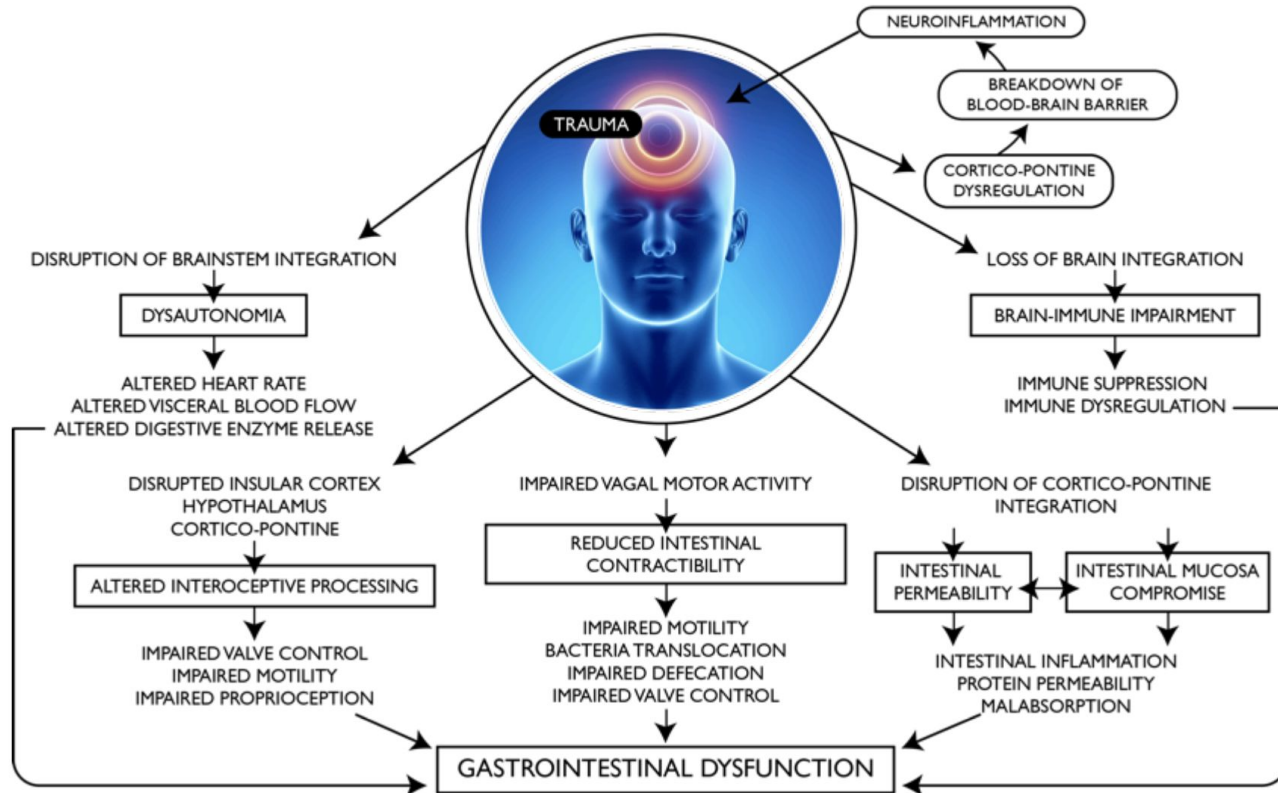 NEUROINFLAMMATION
BREAKDOWN OF
BLOOD-BRAIN BARRIER
TRAUMA
CORTICO-PONTINE
DYSREGULATION
DISRUPTION OF BRAINSTEM INTEGRATION
DYSAUTONOMIA
ALTERED HEART RATE
ALTERED VISCERAL BLOOD FLOW
ALTERED DIGESTIVE ENZYME RELEASE
LOSS OF BRAIN INTEGRATION
BRAIN-IMMUNE IMPAIRMENT
IMMUNE SUPPRESSION
IMMUNE DYSREGULATION
DISRUPTED INSULAR CORTEX
HYPOTHALAMUS
CORTICO-PONTINE
ALTERED INTEROCEPTIVE PROCESSING
IMPAIRED VALVE CONTROL
IMPAIRED MOTILITY
IMPAIRED PROPRIOCEPTION
IMPAIRED VAGAL MOTOR ACTIVITY
REDUCED INTESTINAL
CONTRACTIBILITY
IMPAIRED MOTILITY
BACTERIA TRANSLOCATION
IMPAIRED DEFECATION
IMPAIRED VALVE CONTROL
DISRUPTION OF CORTICO-PONTINE
INTEGRATION
INTESTINAL
PERMEABILITY
INTESTINAL MUCOSA
COMPROMISE
INTESTINAL INFLAMMATION
PROTEIN PERMEABILITY
MALABSORPTION
GASTROINTESTINAL DYSFUNCTION